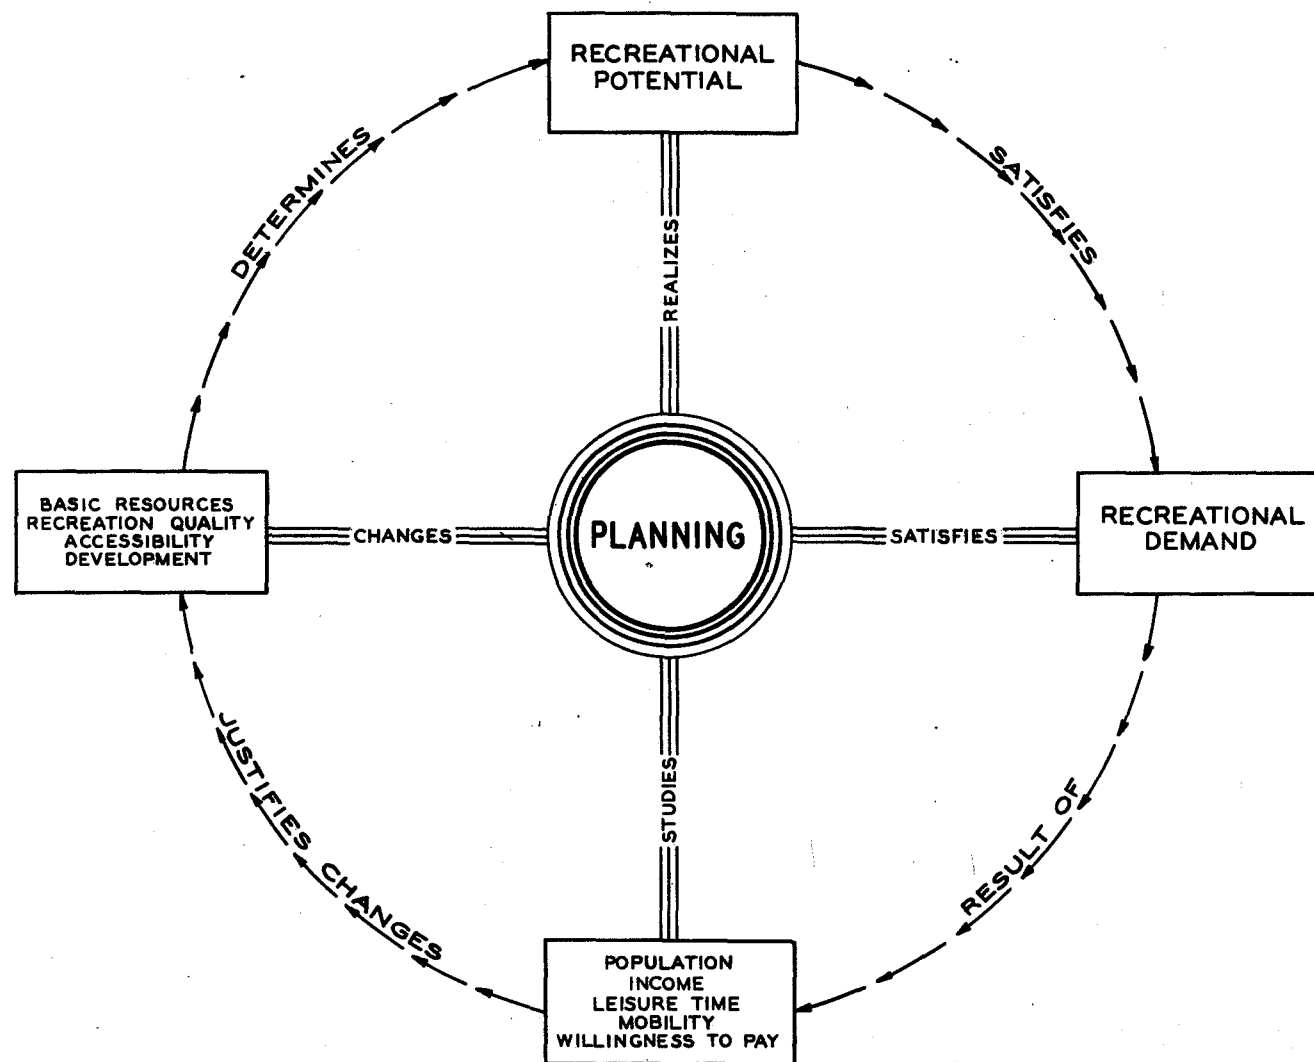 RECREATIONAL
POTENTIAL
DETERMINES
SATISFIES
REALIZES
BASIC RESOURCES
RECREATION QUALITY
ACCESSIBILITY
DEVELOPMENT
CHANGES
PLANNING
SATISFIES
RECREATIONAL
DEMAND
STUDIES
JUSTIFIES CHANGES
RESULT OF
POPULATION
INCOME
LEISURE TIME
MOBILITY
WILLINGNESS TO PAY